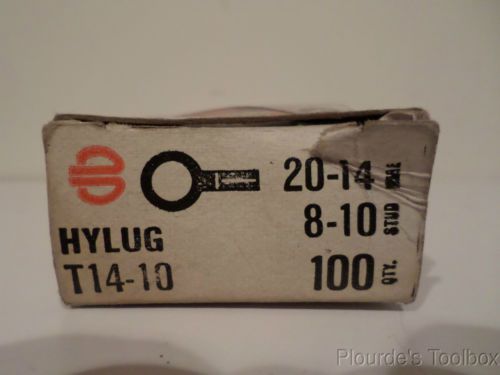 20-14
8-10 STUD
HYLUG
T14-10
100 QTY.
Plourde's Toolbox